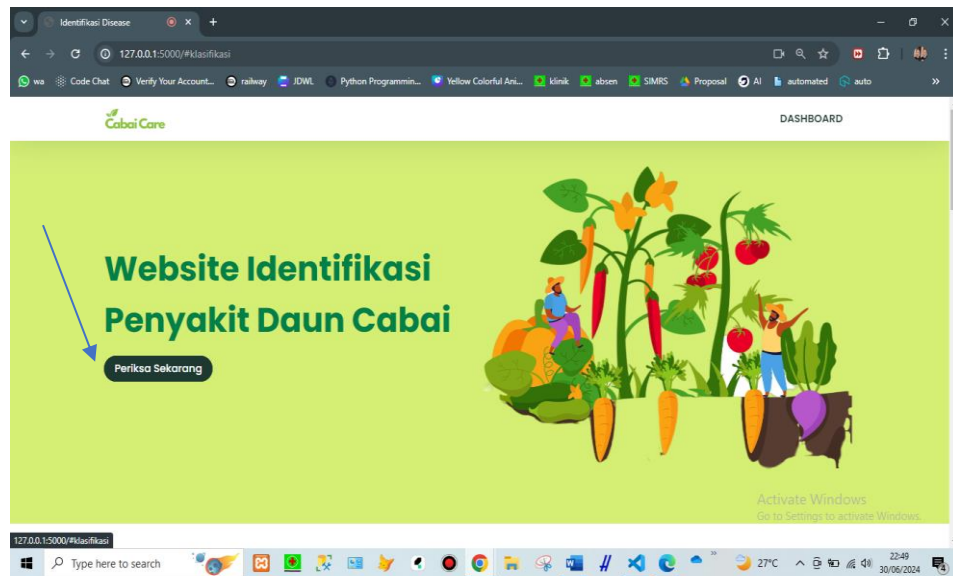 Identifikasi Disease
127.0.0.1:5000/#klasifikasi
wa Code Chat Verify Your Account... railway JDWL Python Programmin... Yellow Colorful Ani... klinik absen SIMRS Proposal AI automated auto »
Cabai Care
DASHBOARD
Website Identifikasi
Penyakit Daun Cabai
Periksa Sekarang
Activate Windows
Go to Settings to activate Windows.
127.0.0.1:5000/#klasifikasi
Type here to search
27°C
22:49
30/06/2024
4